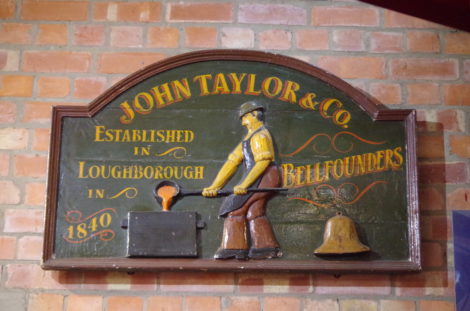 JOHN TAYLOR & CO.
ESTABLISHED
IN
LOUGHBOROUGH
IN
1840
BELLFOUNDERS